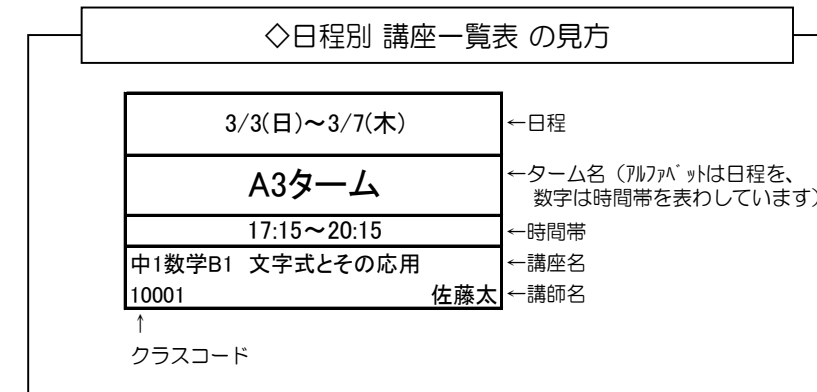 ◇日程別 講座一覧表 の見方
3/3(日)～3/7(木) ←日程
A3ターム ←ターム名（ｱﾙﾌｧﾍﾞｯﾄは日程を、
数字は時間帯を表わしています）
17:15～20:15 ←時間帯
中1数学B1 文字式とその応用 ←講座名
10001 佐藤太 ←講師名
↑
クラスコード